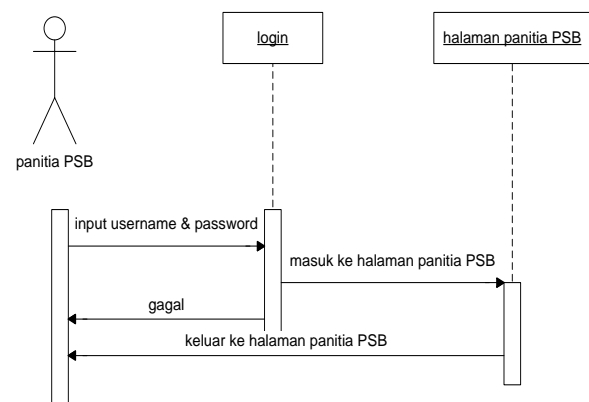 login
halaman panitia PSB
panitia PSB
input username & password
masuk ke halaman panitia PSB
gagal
keluar ke halaman panitia PSB